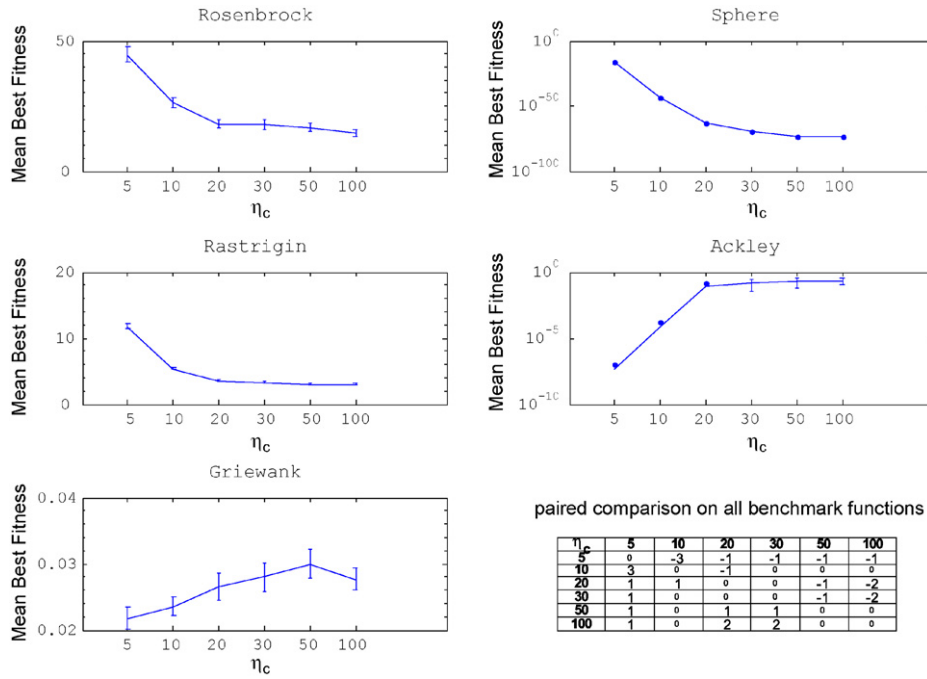 Rosenbrock
Mean Best Fitness
50
0
5 10 20 30 50 100
ηc
Sphere
Mean Best Fitness
10^C
10^-5C
10^-10C
5 10 20 30 50 100
ηc
Rastrigin
Mean Best Fitness
20
10
0
5 10 20 30 50 100
ηc
Ackley
Mean Best Fitness
10^C
10^-5
10^-1C
5 10 20 30 50 100
ηc
Griewank
Mean Best Fitness
0.04
0.03
0.02
5 10 20 30 50 100
ηc
paired comparison on all benchmark functions
ηc 5 10 20 30 50 100
5 0 -3 -1 -1 -1 -1
10 3 0 -1 0 0 0
20 1 1 0 0 -1 -2
30 1 0 0 0 -1 -2
50 1 0 1 1 0 0
100 1 0 2 2 0 0